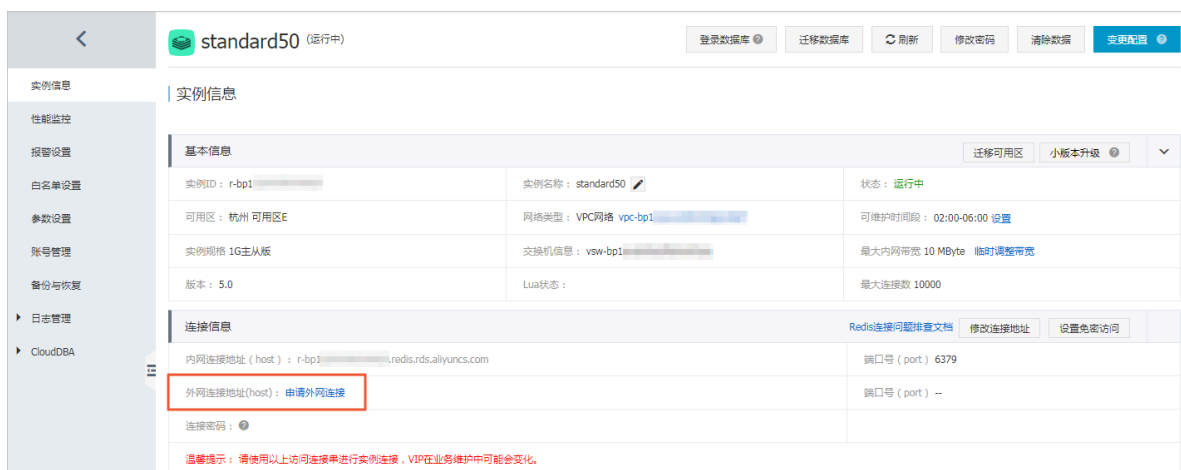 standard50 (运行中) 登录数据库 迁移数据库 刷新 修改密码 清除数据 变更配置
实例信息
性能监控
报警设置
白名单设置
参数设置
账号管理
备份与恢复
日志管理
CloudDBA
实例信息
基本信息 迁移可用区 小版本升级
实例ID： r-bp1 实例名称： standard50 状态： 运行中
可用区： 杭州 可用区E 网络类型： VPC网络 vpc-bp1 可维护时间段： 02:00-06:00 设置
实例规格 1G主从版 交换机信息： vsw-bp1 最大内网带宽 10 MByte 临时调整带宽
版本： 5.0 Lua状态： 最大连接数 10000
连接信息 Redis连接问题排查文档 修改连接地址 设置免密访问
内网连接地址（host）： r-bp1 .redis.rds.aliyuncs.com 端口号（port） 6379
外网连接地址(host)： 申请外网连接 端口号（port） --
连接密码：
温馨提示： 请使用以上访问连接串进行实例连接，VIP在业务维护中可能会变化。